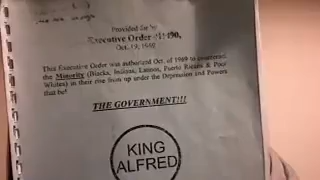 Provided for by
Executive Order 11490,
Oct. 1969
This Executive Order was authorized Oct. of 1969 to counteract
the Minority (Blacks, Indians, Latinos, Puerto Ricans & Poor
Whites) in their rise from up under the Oppression and Powers
that be!
THE GOVERNMENT!!!
KING
ALFRED